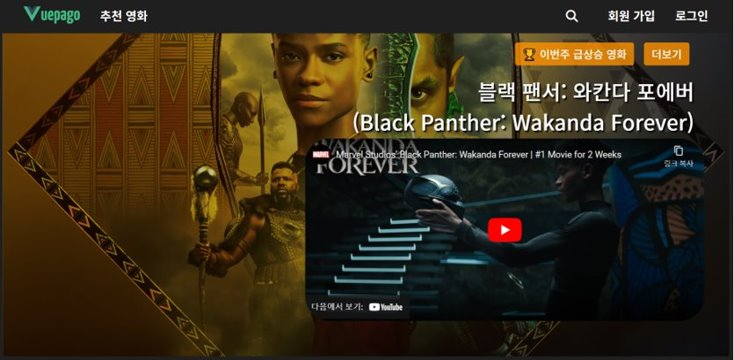 Vuepago 추천 영화 회원 가입 로그인
이번주 급상승 영화 더보기
블랙 팬서: 와칸다 포에버
(Black Panther: Wakanda Forever)
MARVEL Marvel Studios' Black Panther: Wakanda Forever | #1 Movie for 2 Weeks
링크 복사
WAKANDA
FOREVER
다음에서 보기: YouTube